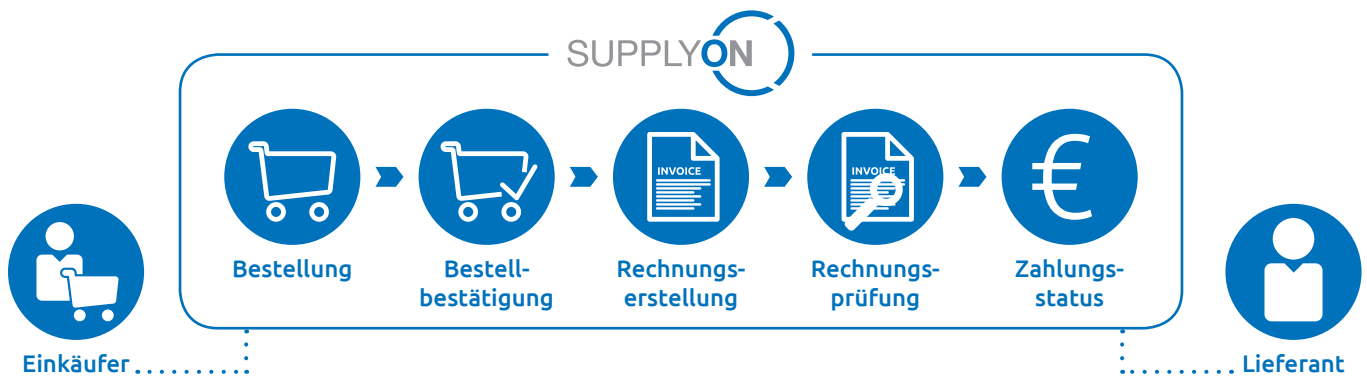 SUPPLYON
INVOICE
INVOICE
€
Bestellung
Bestell-
bestätigung
Rechnungs-
erstellung
Rechnungs-
prüfung
Zahlungs-
status
Einkäufer
Lieferant